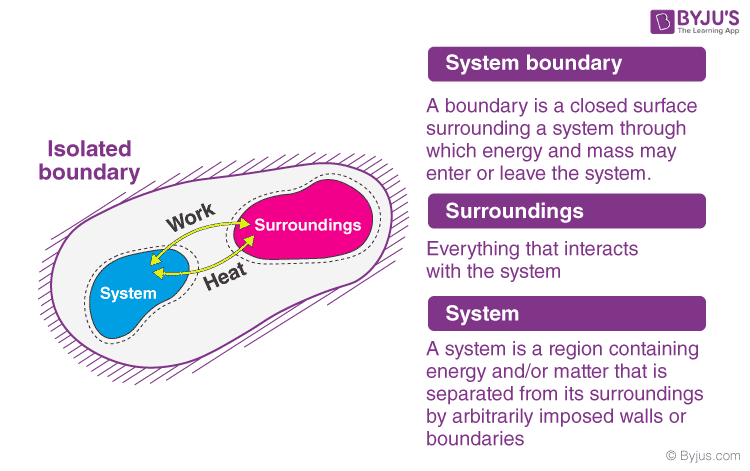 BYJU'S
The Learning App
System boundary
A boundary is a closed surface
surrounding a system through
which energy and mass may
enter or leave the system.
Surroundings
Everything that interacts
with the system
System
A system is a region containing
energy and/or matter that is
separated from its surroundings
by arbitrarily imposed walls or
boundaries
Isolated
boundary
Work
Surroundings
Heat
System
© Byjus.com